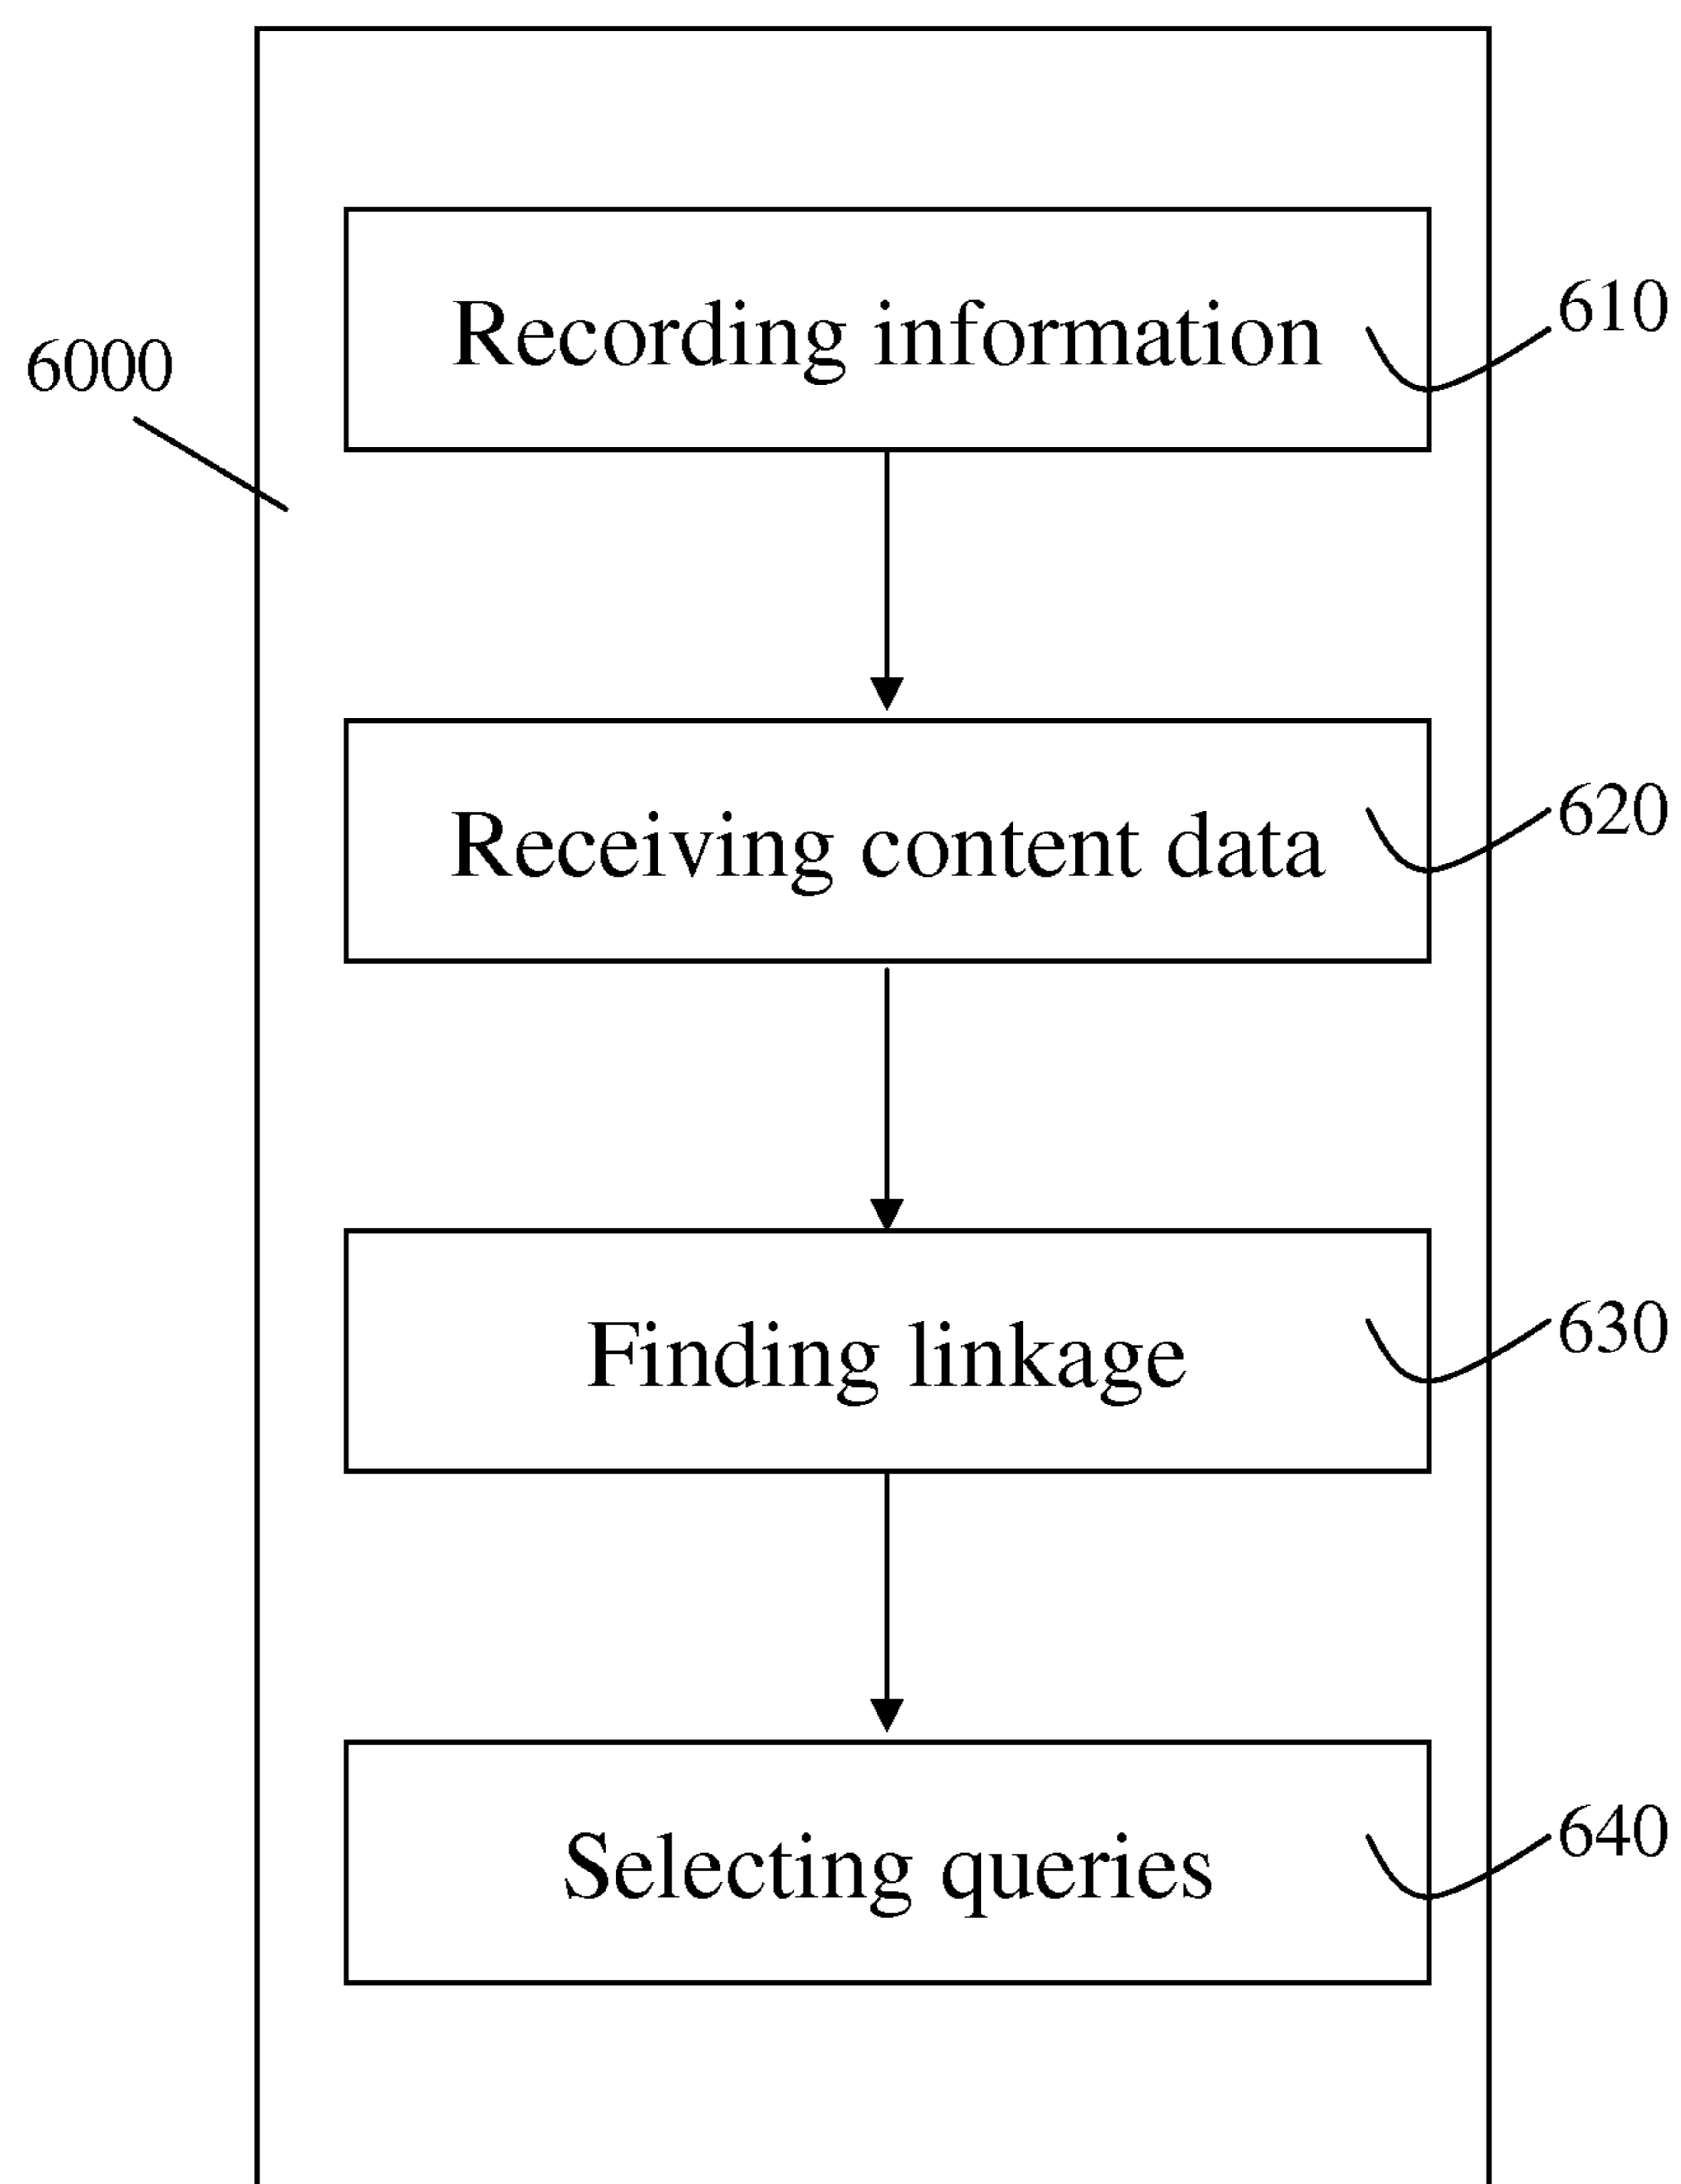 610
Recording information
6000
620
Receiving content data
630
Finding linkage
640
Selecting queries